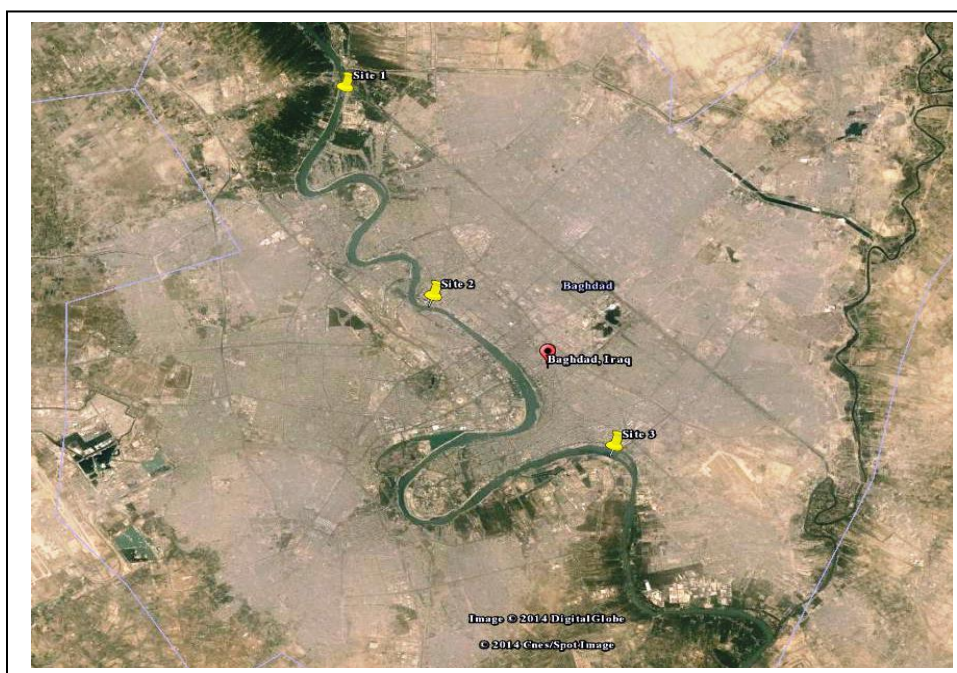 Site 1
Site 2
Baghdad
Baghdad, Iraq
Site 3
Image © 2014 DigitalGlobe
© 2014 Cnes/Spot Image